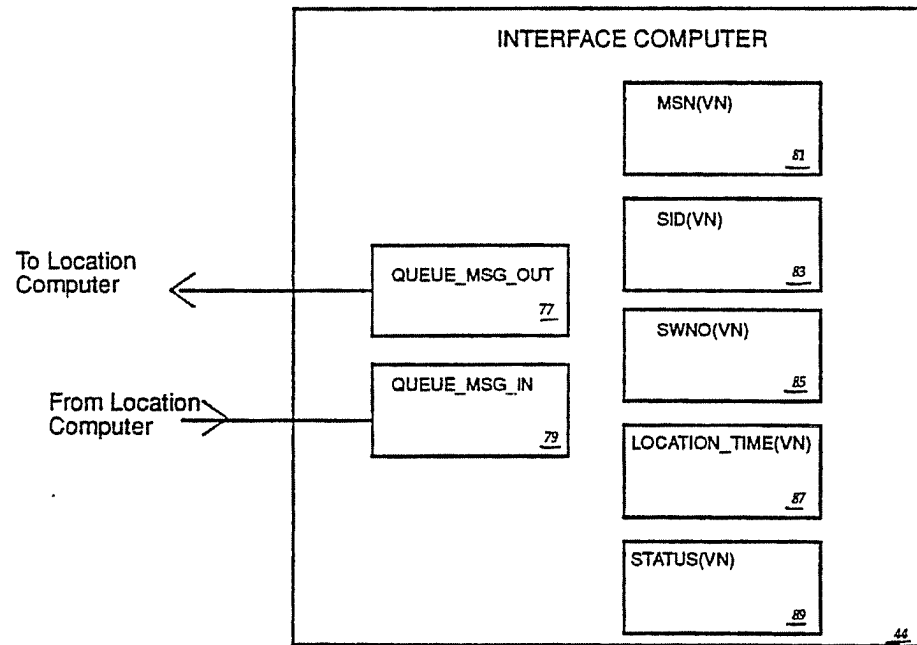 INTERFACE COMPUTER
MSN(VN)
81
SID(VN)
83
To Location
Computer
QUEUE_MSG_OUT
77
SWNO(VN)
85
From Location
Computer
QUEUE_MSG_IN
79
LOCATION_TIME(VN)
87
STATUS(VN)
89
44